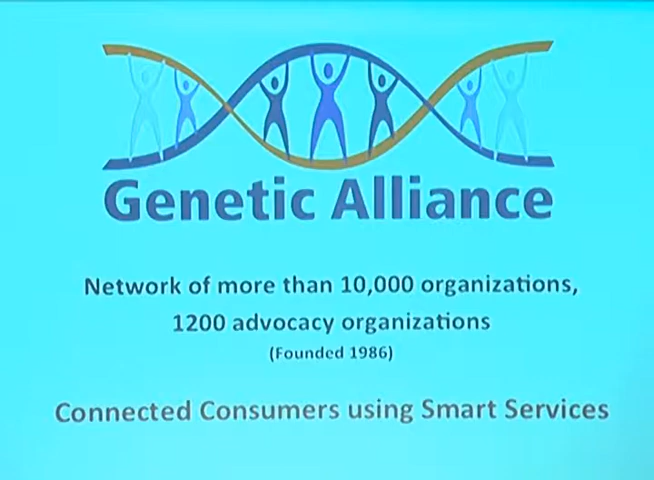 Genetic Alliance
Network of more than 10,000 organizations,
1200 advocacy organizations
(Founded 1986)
Connected Consumers using Smart Services